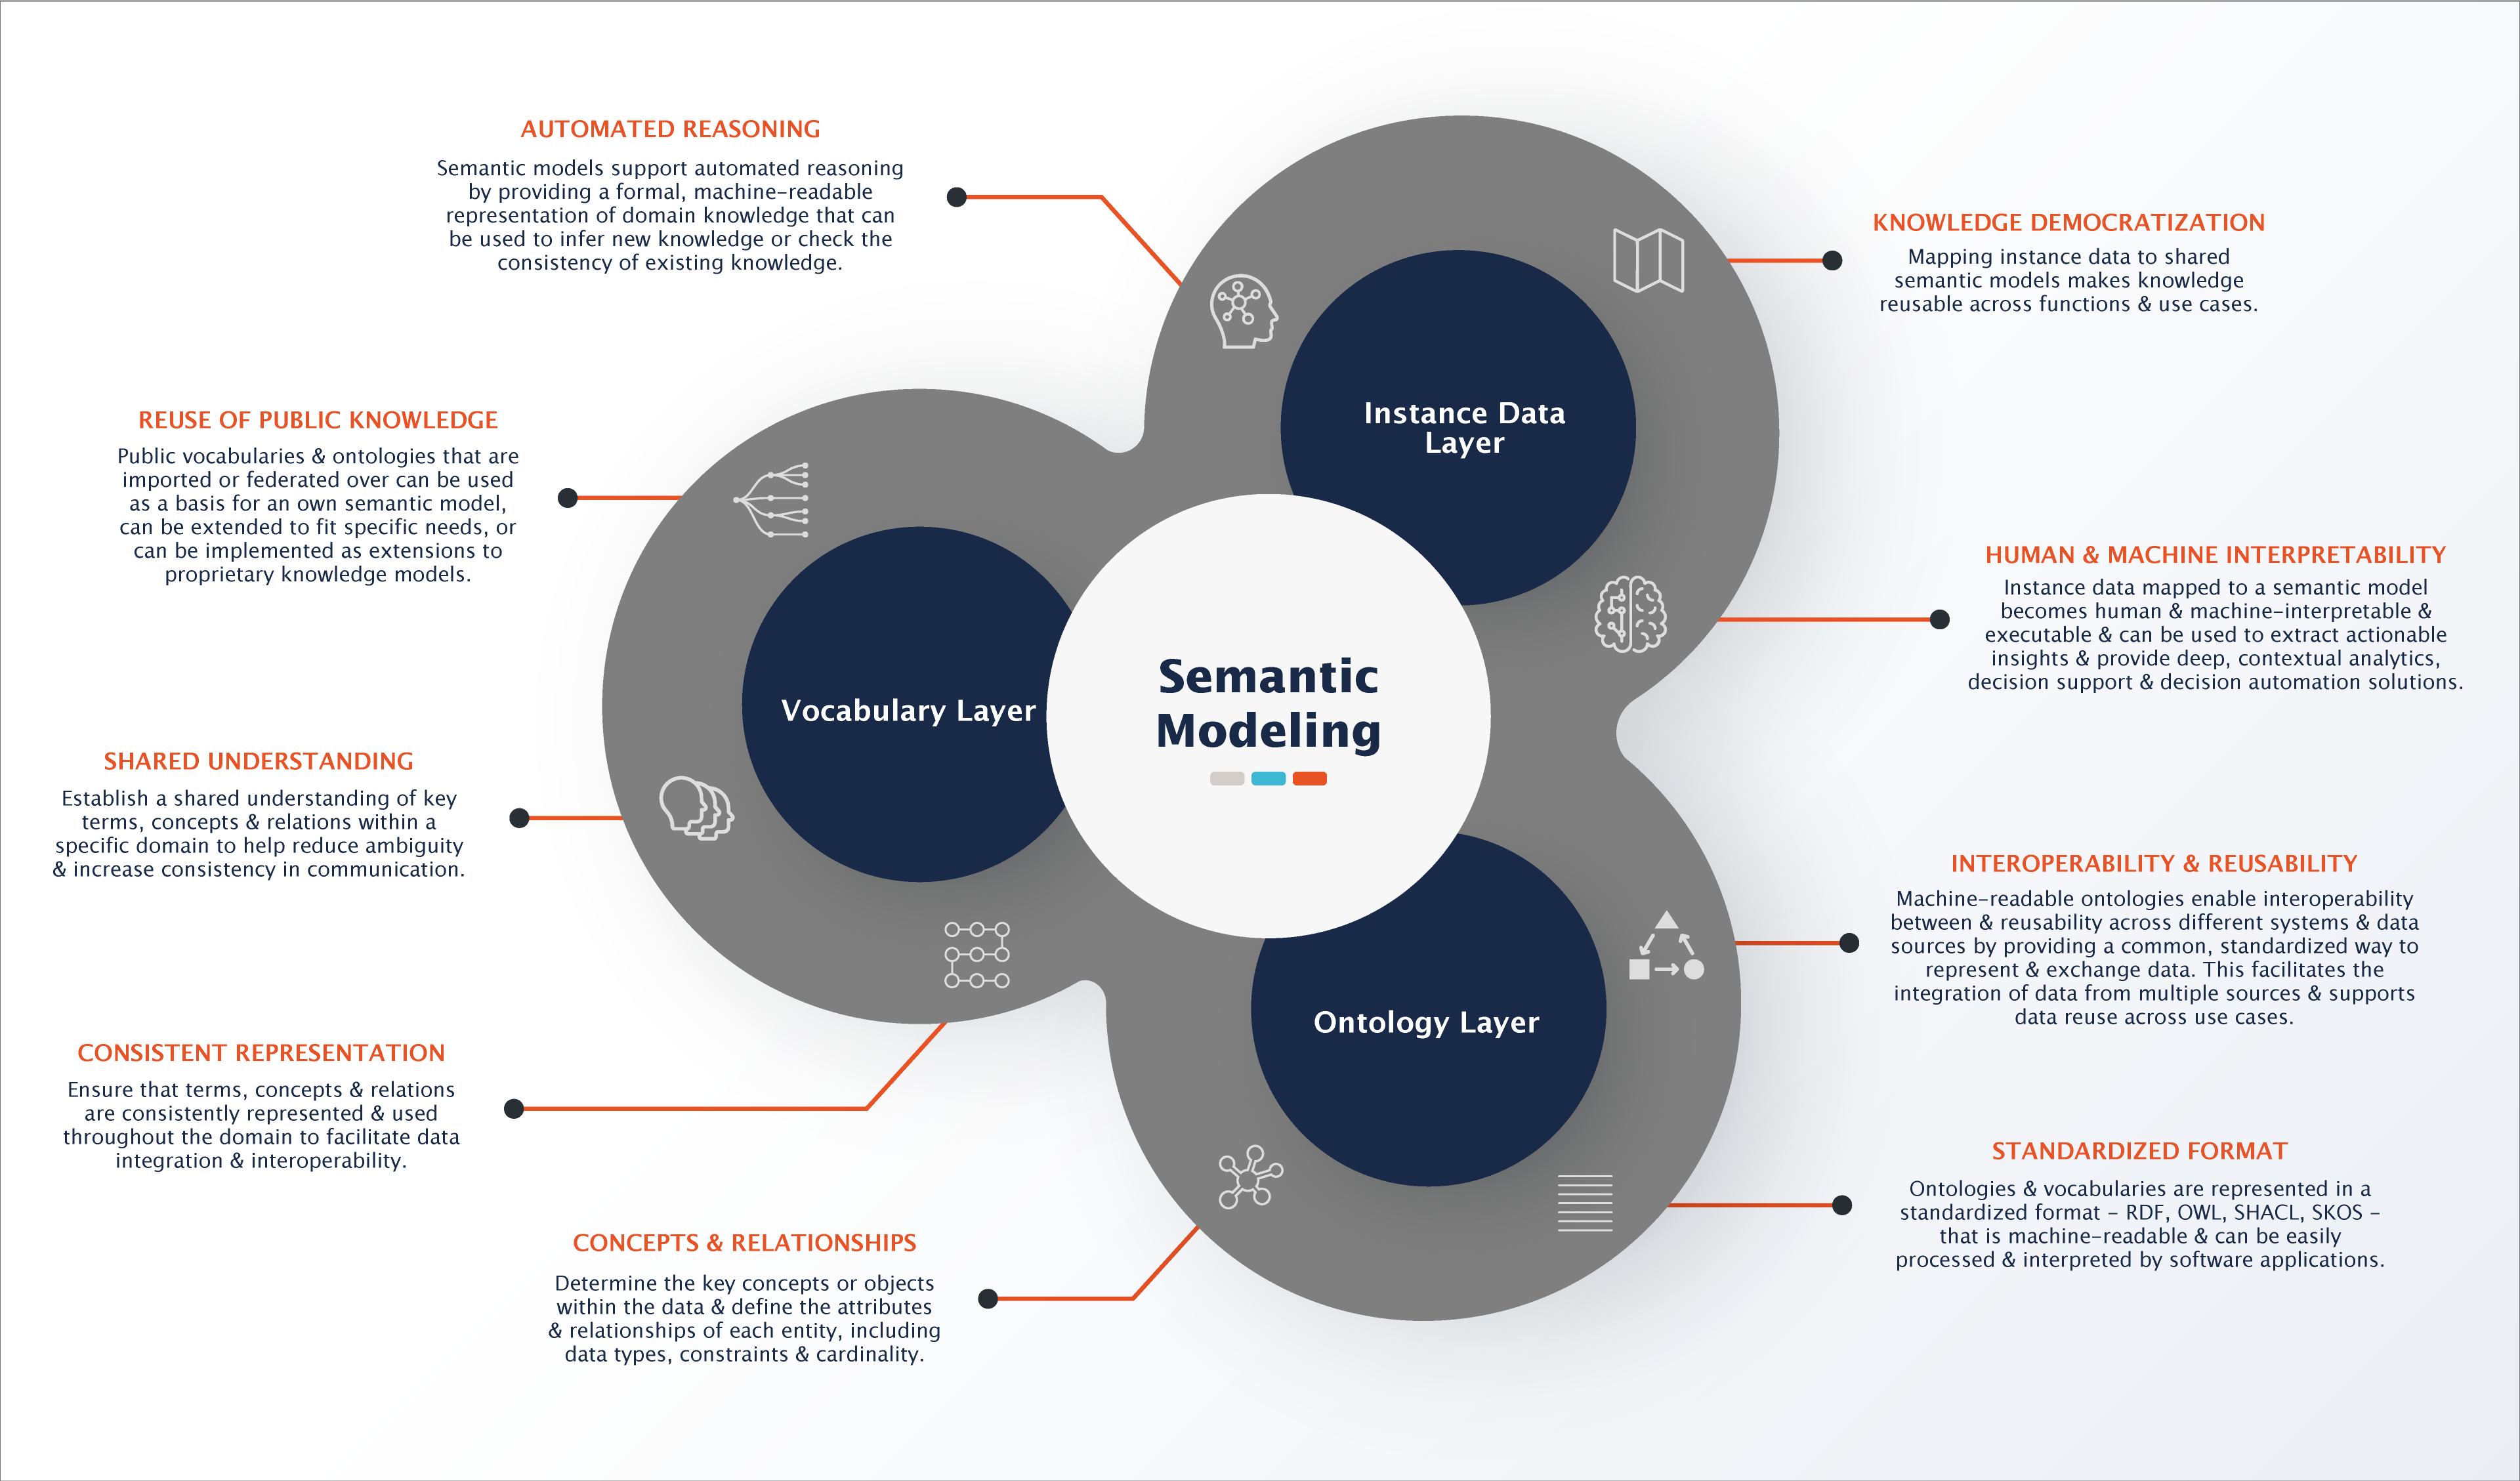 AUTOMATED REASONING
Semantic models support automated reasoning
by providing a formal, machine-readable
representation of domain knowledge that can
be used to infer new knowledge or check the
consistency of existing knowledge.
REUSE OF PUBLIC KNOWLEDGE
Public vocabularies & ontologies that are
imported or federated over can be used
as a basis for an own semantic model,
can be extended to fit specific needs, or
can be implemented as extensions to
proprietary knowledge models.
SHARED UNDERSTANDING
Establish a shared understanding of key
terms, concepts & relations within a
specific domain to help reduce ambiguity
& increase consistency in communication.
CONSISTENT REPRESENTATION
Ensure that terms, concepts & relations
are consistently represented & used
throughout the domain to facilitate data
integration & interoperability.
CONCEPTS & RELATIONSHIPS
Determine the key concepts or objects
within the data & define the attributes
& relationships of each entity, including
data types, constraints & cardinality.
Instance Data
Layer
Vocabulary Layer
Semantic
Modeling
Ontology Layer
KNOWLEDGE DEMOCRATIZATION
Mapping instance data to shared
semantic models makes knowledge
reusable across functions & use cases.
HUMAN & MACHINE INTERPRETABILITY
Instance data mapped to a semantic model
becomes human & machine-interpretable &
executable & can be used to extract actionable
insights & provide deep, contextual analytics,
decision support & decision automation solutions.
INTEROPERABILITY & REUSABILITY
Machine-readable ontologies enable interoperability
between & reusability across different systems & data
sources by providing a common, standardized way to
represent & exchange data. This facilitates the
integration of data from multiple sources & supports
data reuse across use cases.
STANDARDIZED FORMAT
Ontologies & vocabularies are represented in a
standardized format - RDF, OWL, SHACL, SKOS -
that is machine-readable & can be easily
processed & interpreted by software applications.